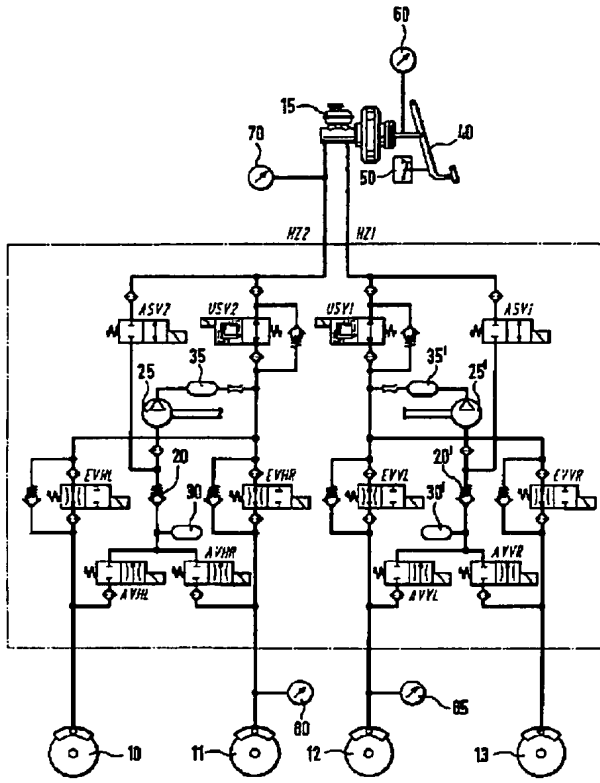 60
15
40
70
50
HZ2 HZ1
ASV2 USV2 USV1 ASV1
35 35'
25 25'
20 20'
EVHL EVHR EVVL EVVR
30 30'
AVHR AVVR
AVHL AVVL
80 85
10 11 12 13